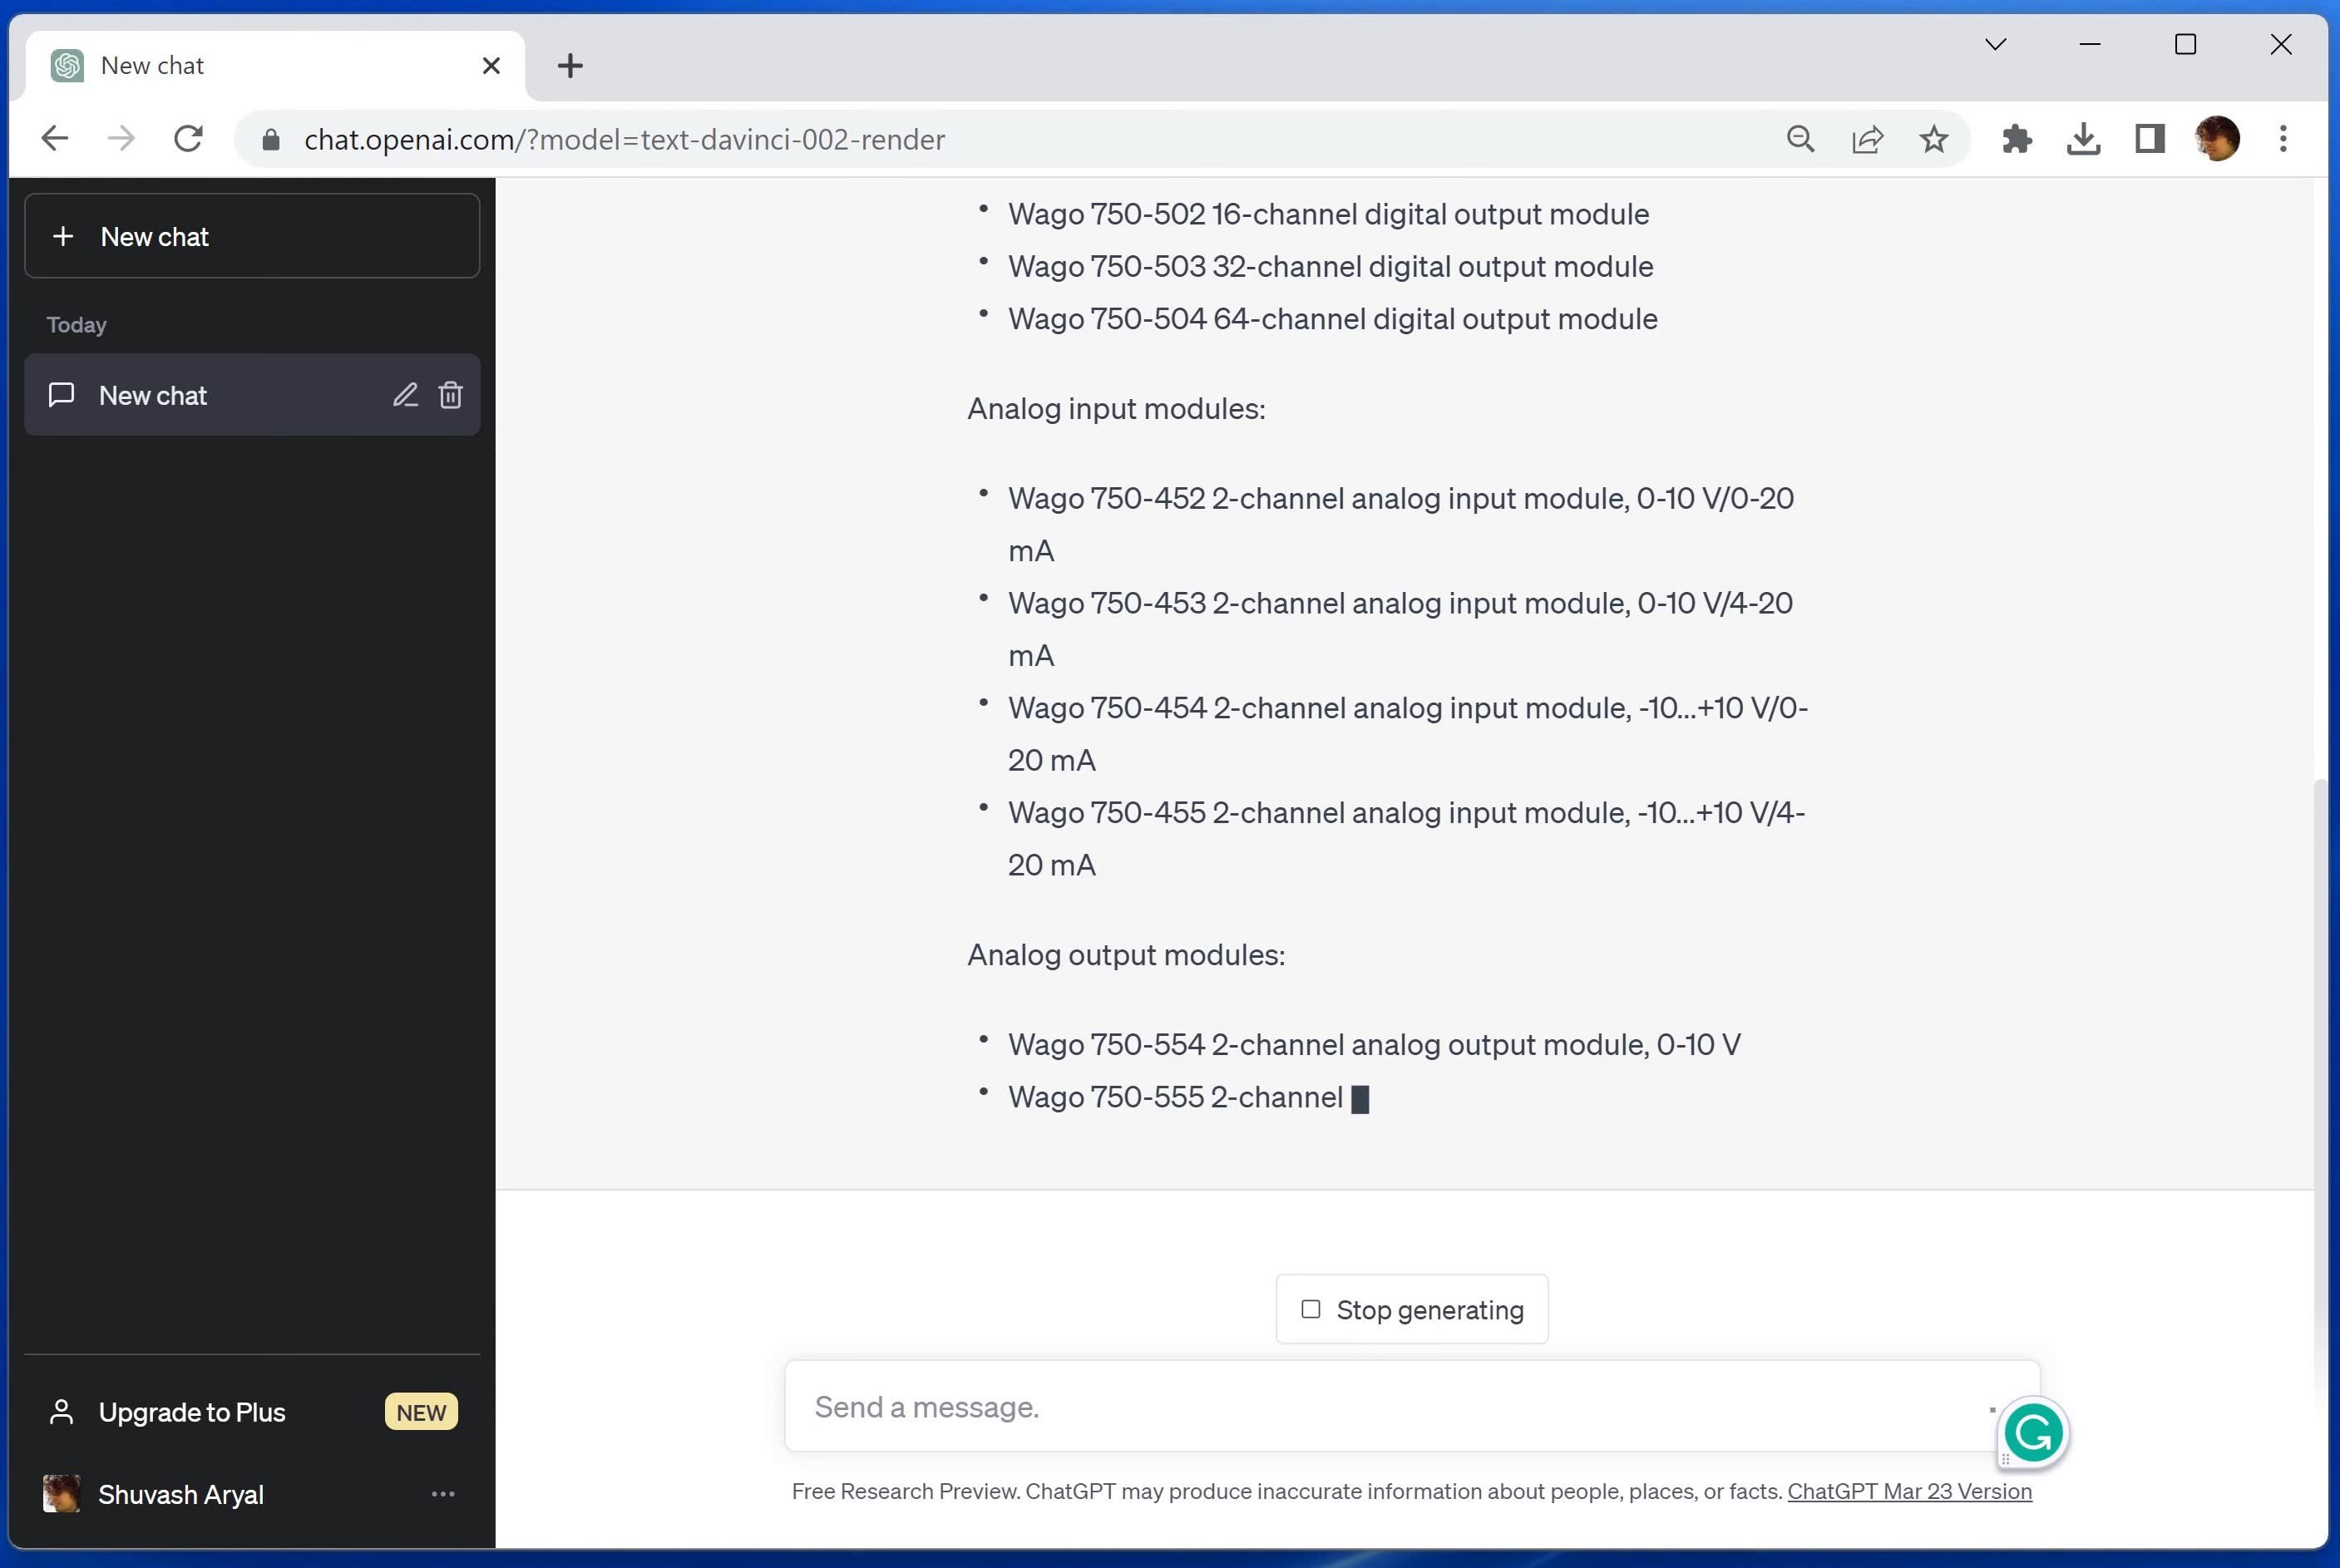 New chat
chat.openai.com/?model=text-davinci-002-render
New chat
Today
New chat
Upgrade to Plus NEW
Shuvash Aryal
Wago 750-502 16-channel digital output module
Wago 750-503 32-channel digital output module
Wago 750-504 64-channel digital output module
Analog input modules:
Wago 750-452 2-channel analog input module, 0-10 V/0-20
mA
Wago 750-453 2-channel analog input module, 0-10 V/4-20
mA
Wago 750-454 2-channel analog input module, -10...+10 V/0-
20 mA
Wago 750-455 2-channel analog input module, -10...+10 V/4-
20 mA
Analog output modules:
Wago 750-554 2-channel analog output module, 0-10 V
Wago 750-555 2-channel
Stop generating
Send a message.
Free Research Preview. ChatGPT may produce inaccurate information about people, places, or facts. ChatGPT Mar 23 Version